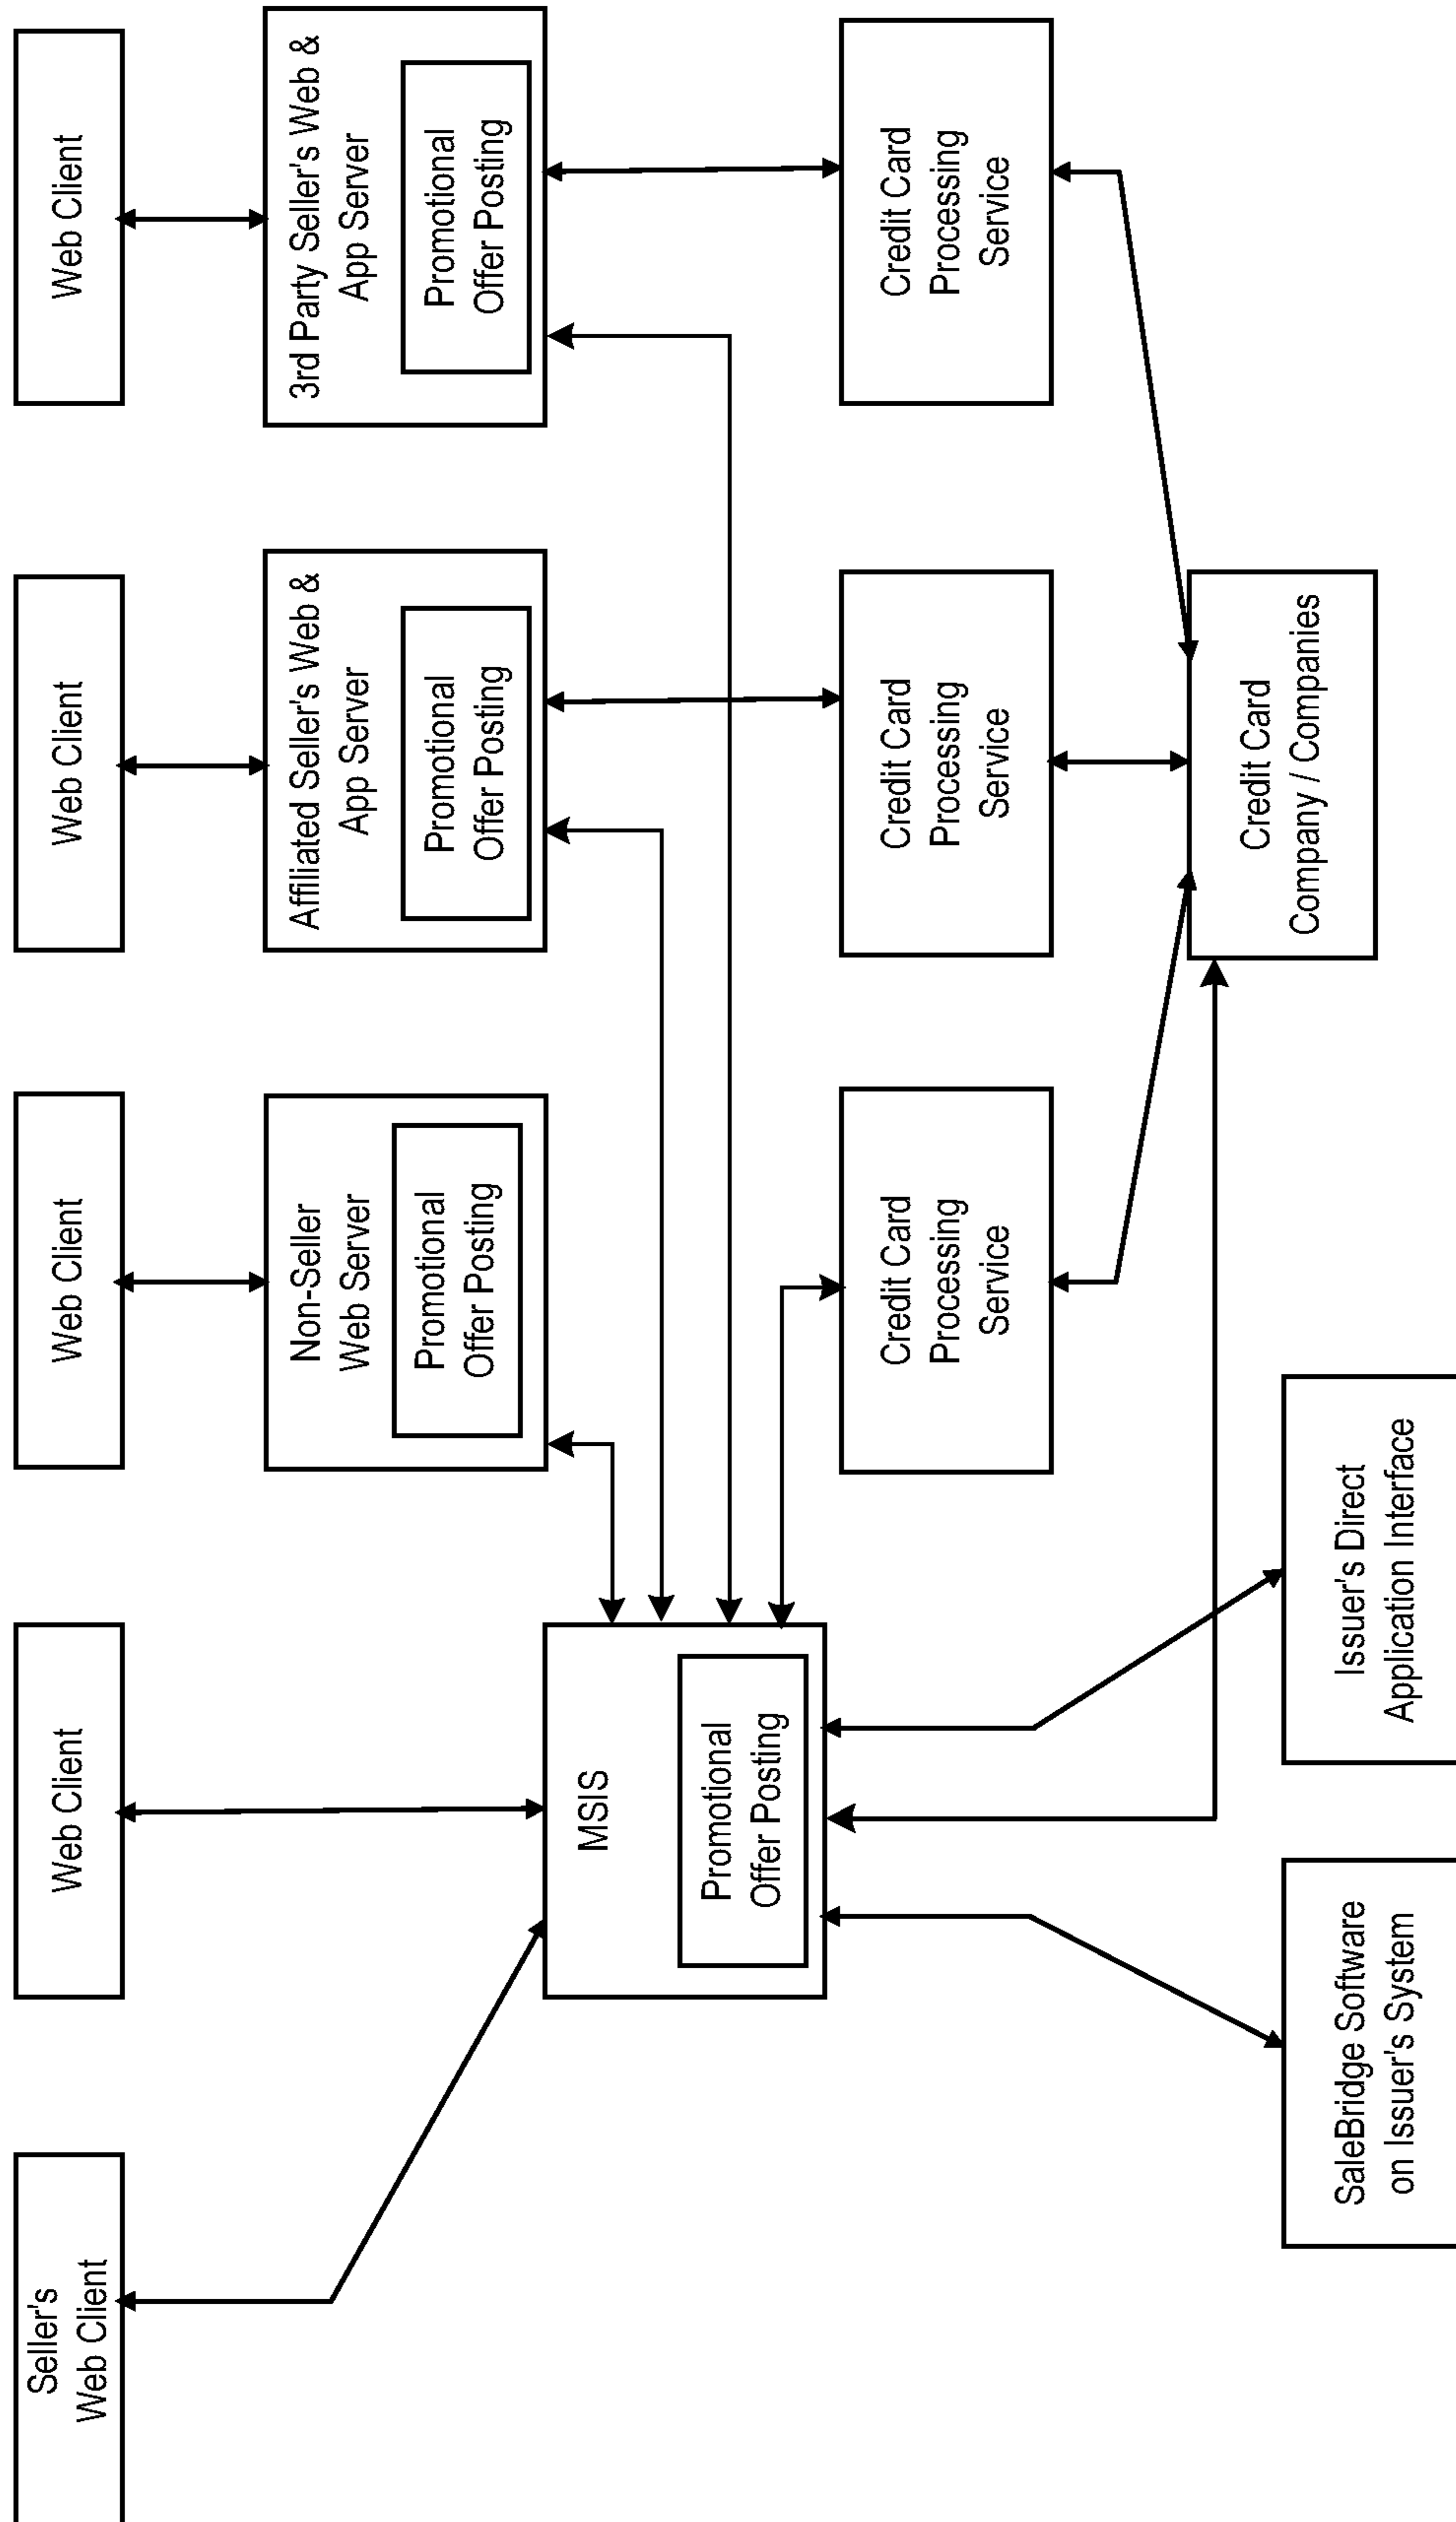 Seller's
Web Client
Web Client
Web Client
Web Client
Web Client
Non-Seller
Web Server
Promotional
Offer Posting
Affiliated Seller's Web &
App Server
Promotional
Offer Posting
3rd Party Seller's Web &
App Server
Promotional
Offer Posting
MSIS
Promotional
Offer Posting
Credit Card
Processing
Service
Credit Card
Processing
Service
Credit Card
Processing
Service
Credit Card
Company / Companies
SaleBridge Software
on Issuer's System
Issuer's Direct
Application Interface